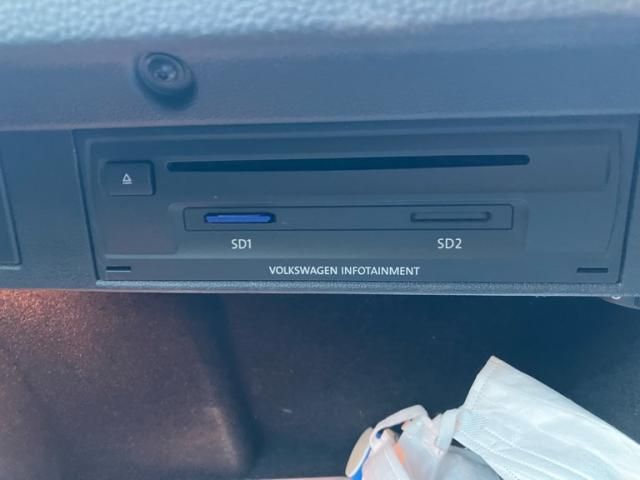 SD1 SD2
VOLKSWAGEN INFOTAINMENT